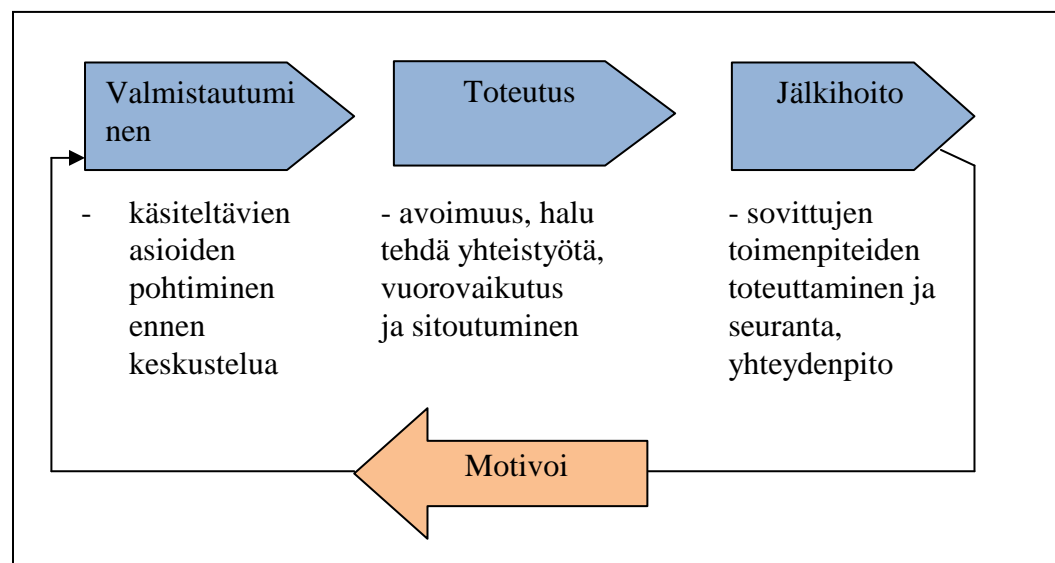 Valmistautumi
nen
Toteutus
Jälkihoito
- käsiteltävien
asioiden
pohtiminen
ennen
keskustelua
- avoimuus, halu
tehdä yhteistyötä,
vuorovaikutus
ja sitoutuminen
- sovittujen
toimenpiteiden
toteuttaminen ja
seuranta,
yhteydenpito
Motivoi